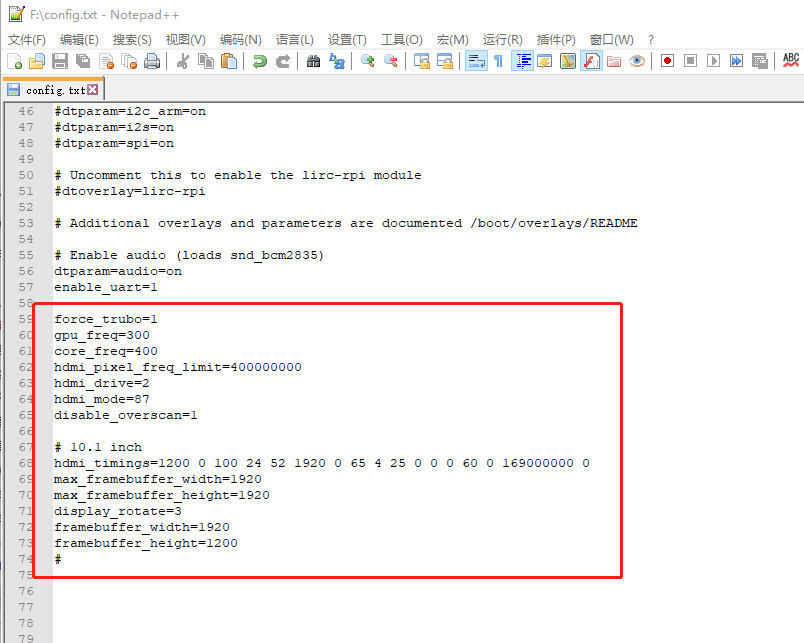 F:\config.txt - Notepad++
文件(F) 编辑(E) 搜索(S) 视图(V) 编码(N) 语言(L) 设置(T) 工具(O) 宏(M) 运行(R) 插件(P) 窗口(W) ?
ABC
config.txt
46 #dtparam=i2c_arm=on
47 #dtparam=i2s=on
48 #dtparam=spi=on
49
50 # Uncomment this to enable the lirc-rpi module
51 #dtoverlay=lirc-rpi
52
53 # Additional overlays and parameters are documented /boot/overlays/README
54
55 # Enable audio (loads snd_bcm2835)
56 dtparam=audio=on
57 enable_uart=1
58
59 force_trubo=1
60 gpu_freq=300
61 core_freq=400
62 hdmi_pixel_freq_limit=400000000
63 hdmi_drive=2
64 hdmi_mode=87
65 disable_overscan=1
66
67 # 10.1 inch
68 hdmi_timings=1200 0 100 24 52 1920 0 65 4 25 0 0 0 60 0 169000000 0
69 max_framebuffer_width=1920
70 max_framebuffer_height=1920
71 display_rotate=3
72 framebuffer_width=1920
73 framebuffer_height=1200
74 #
75
76
77
78
79